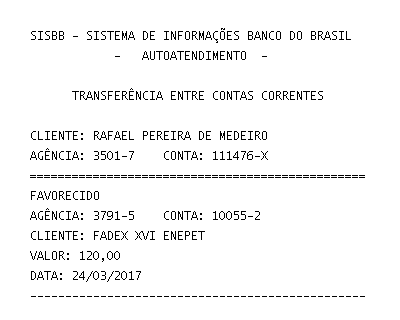 SISBB - SISTEMA DE INFORMAÇÕES BANCO DO BRASIL
- AUTOATENDIMENTO -
TRANSFERÊNCIA ENTRE CONTAS CORRENTES
CLIENTE: RAFAEL PEREIRA DE MEDEIRO
AGÊNCIA: 3501-7 CONTA: 111476-X
================================================
FAVORECIDO
AGÊNCIA: 3791-5 CONTA: 10055-2
CLIENTE: FADEX XVI ENEPET
VALOR: 120,00
DATA: 24/03/2017
------------------------------------------------